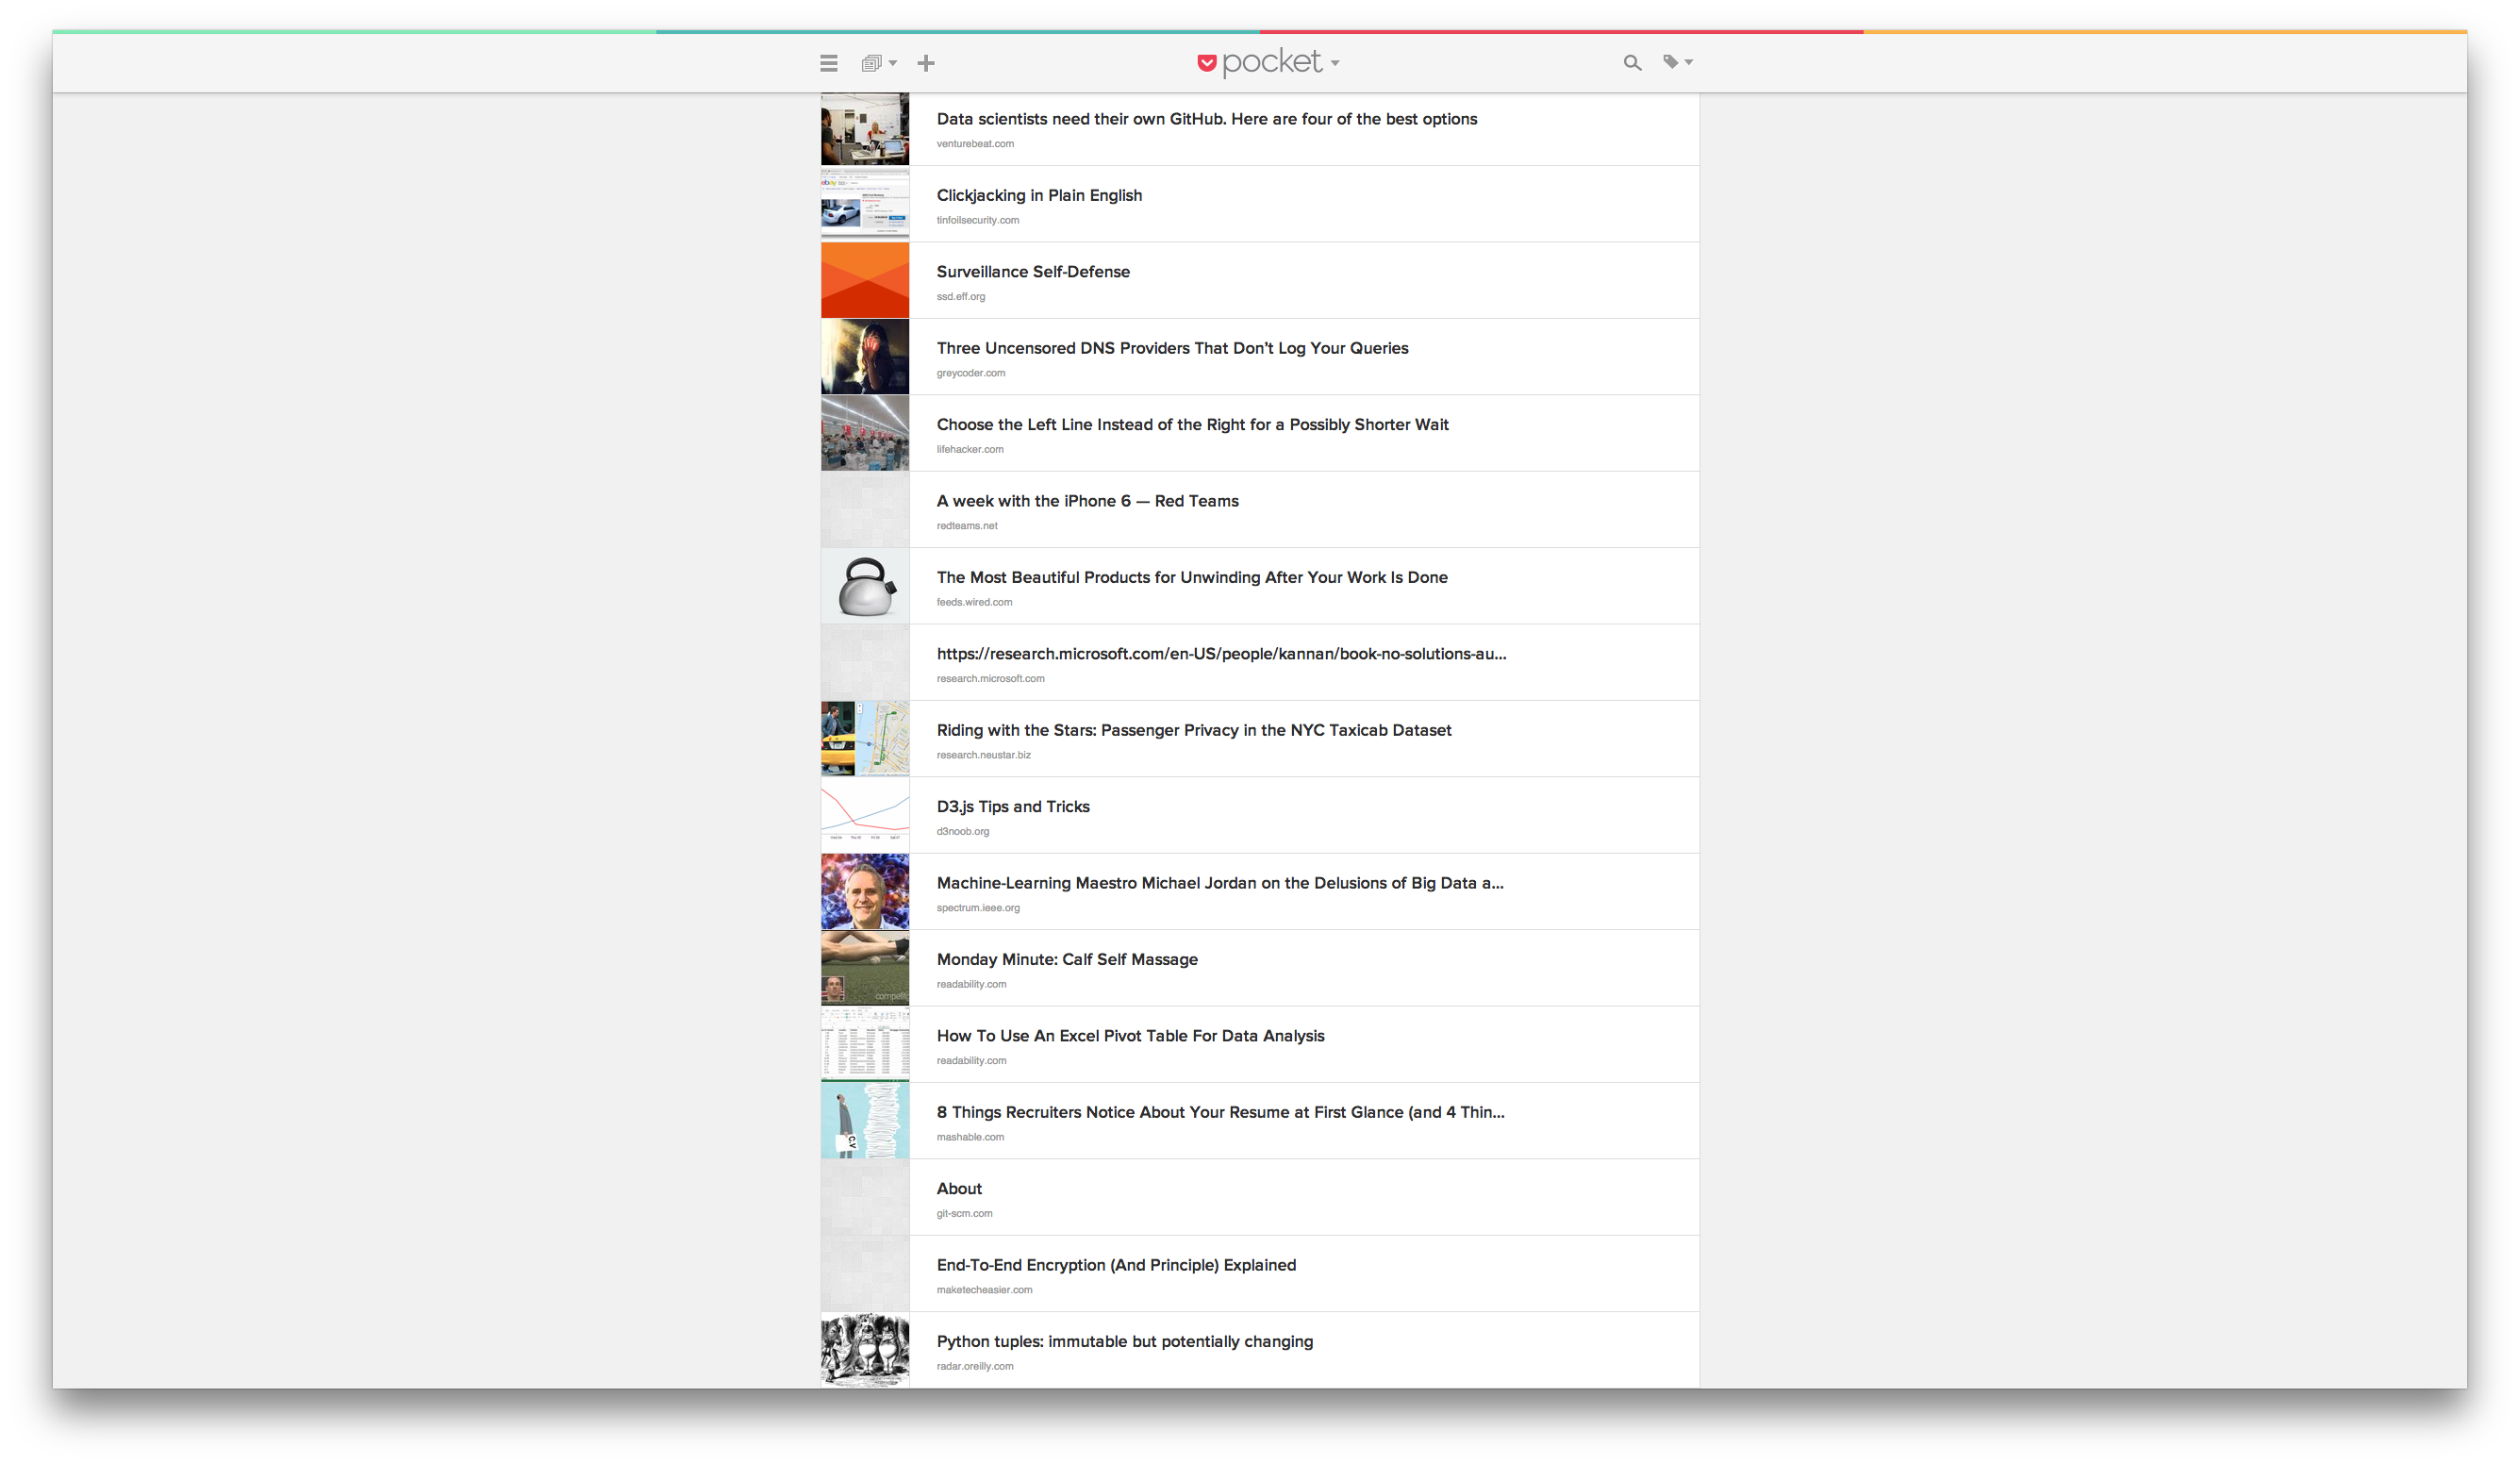 pocket
Data scientists need their own GitHub. Here are four of the best options
venturebeat.com
Clickjacking in Plain English
tinfoilsecurity.com
Surveillance Self-Defense
ssd.eff.org
Three Uncensored DNS Providers That Don’t Log Your Queries
greycoder.com
Choose the Left Line Instead of the Right for a Possibly Shorter Wait
lifehacker.com
A week with the iPhone 6 — Red Teams
redteams.net
The Most Beautiful Products for Unwinding After Your Work Is Done
feeds.wired.com
https://research.microsoft.com/en-US/people/kannan/book-no-solutions-au...
research.microsoft.com
Riding with the Stars: Passenger Privacy in the NYC Taxicab Dataset
research.neustar.biz
D3.js Tips and Tricks
d3noob.org
Machine-Learning Maestro Michael Jordan on the Delusions of Big Data a...
spectrum.ieee.org
Monday Minute: Calf Self Massage
readability.com
How To Use An Excel Pivot Table For Data Analysis
readability.com
8 Things Recruiters Notice About Your Resume at First Glance (and 4 Thin...
mashable.com
C.V
About
git-scm.com
End-To-End Encryption (And Principle) Explained
maketecheasier.com
Python tuples: immutable but potentially changing
radar.oreilly.com